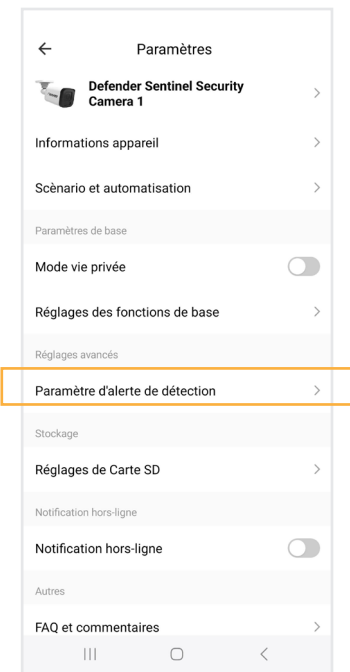 Paramètres
Defender Sentinel Security
Camera 1
Informations appareil
Scènario et automatisation
Paramètres de base
Mode vie privée
Réglages des fonctions de base
Réglages avancés
Paramètre d'alerte de détection
Stockage
Réglages de Carte SD
Notification hors-ligne
Notification hors-ligne
Autres
FAQ et commentaires